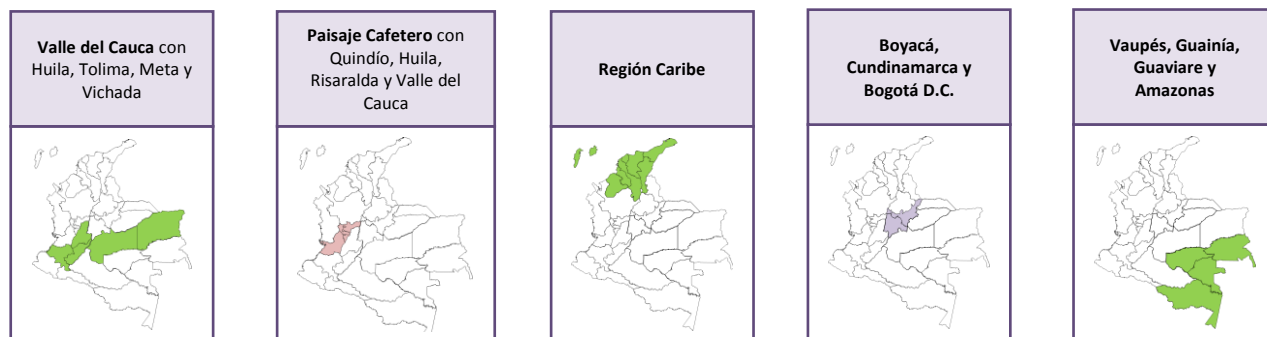 Valle del Cauca con
Huila, Tolima, Meta y
Vichada
Paisaje Cafetero con
Quindío, Huila,
Risaralda y Valle del
Cauca
Región Caribe
Boyacá,
Cundinamarca y
Bogotá D.C.
Vaupés, Guainía,
Guaviare y
Amazonas